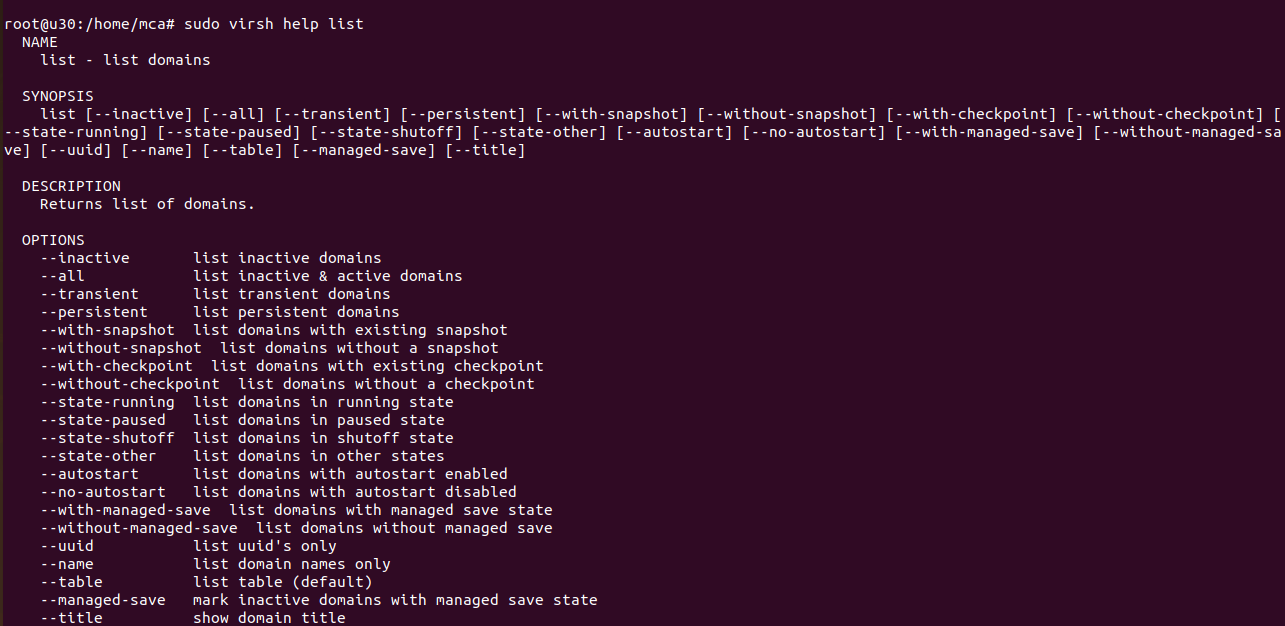 root@u30:/home/mca# sudo virsh help list
  NAME
    list - list domains

  SYNOPSIS
    list [--inactive] [--all] [--transient] [--persistent] [--with-snapshot] [--without-snapshot] [--with-checkpoint] [--without-checkpoint] [
--state-running] [--state-paused] [--state-shutoff] [--state-other] [--autostart] [--no-autostart] [--with-managed-save] [--without-managed-sa
ve] [--uuid] [--name] [--table] [--managed-save] [--title]

  DESCRIPTION
    Returns list of domains.

  OPTIONS
    --inactive       list inactive domains
    --all            list inactive & active domains
    --transient      list transient domains
    --persistent     list persistent domains
    --with-snapshot  list domains with existing snapshot
    --without-snapshot  list domains without a snapshot
    --with-checkpoint  list domains with existing checkpoint
    --without-checkpoint  list domains without a checkpoint
    --state-running  list domains in running state
    --state-paused   list domains in paused state
    --state-shutoff  list domains in shutoff state
    --state-other    list domains in other states
    --autostart      list domains with autostart enabled
    --no-autostart   list domains with autostart disabled
    --with-managed-save  list domains with managed save state
    --without-managed-save  list domains without managed save
    --uuid           list uuid's only
    --name           list domain names only
    --table          list table (default)
    --managed-save   mark inactive domains with managed save state
    --title          show domain title